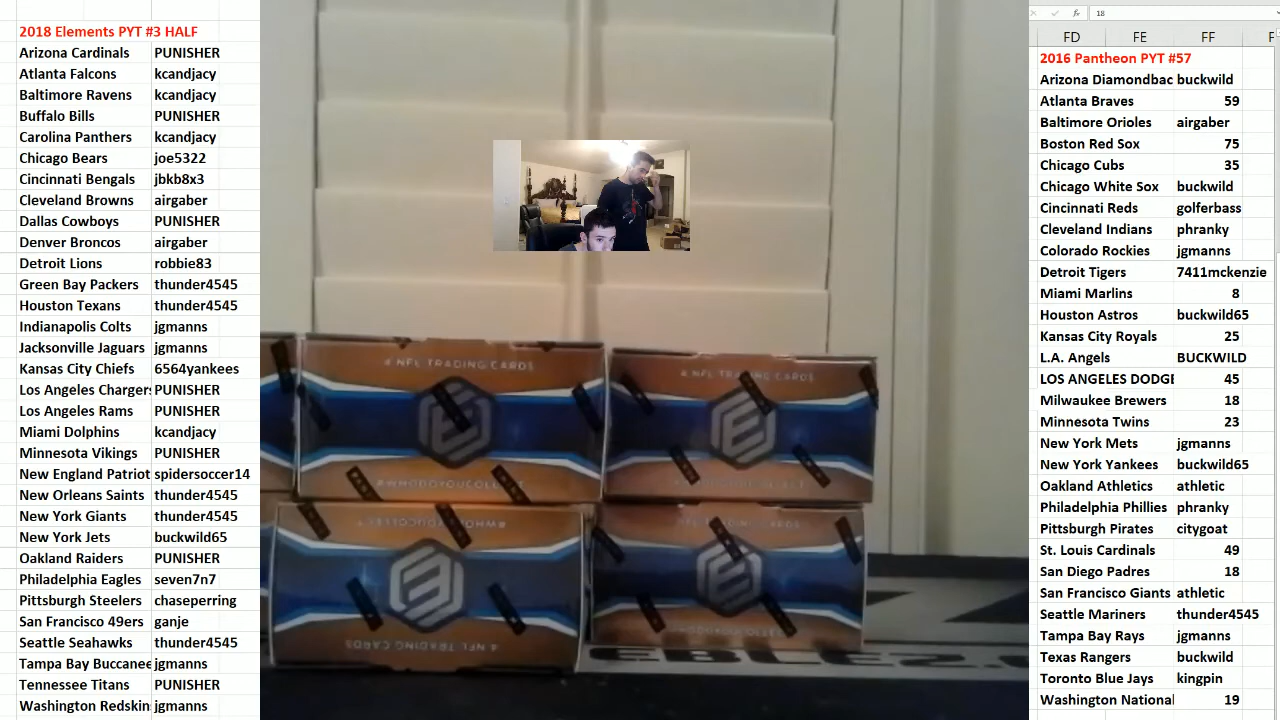 2018 Elements PYT #3 HALF
Arizona Cardinals PUNISHER
Atlanta Falcons kcandjacy
Baltimore Ravens kcandjacy
Buffalo Bills PUNISHER
Carolina Panthers kcandjacy
Chicago Bears joe5322
Cincinnati Bengals jbkb8x3
Cleveland Browns airgaber
Dallas Cowboys PUNISHER
Denver Broncos airgaber
Detroit Lions robbie83
Green Bay Packers thunder4545
Houston Texans thunder4545
Indianapolis Colts jgmanns
Jacksonville Jaguars jgmanns
Kansas City Chiefs 6564yankees
Los Angeles Chargers PUNISHER
Los Angeles Rams PUNISHER
Miami Dolphins kcandjacy
Minnesota Vikings PUNISHER
New England Patriot spidersoccer14
New Orleans Saints thunder4545
New York Giants thunder4545
New York Jets buckwild65
Oakland Raiders PUNISHER
Philadelphia Eagles seven7n7
Pittsburgh Steelers chaseperring
San Francisco 49ers ganje
Seattle Seahawks thunder4545
Tampa Bay Buccanee jgmanns
Tennessee Titans PUNISHER
Washington Redskin jgmanns
4 NFL TRADING CARDS
4 NFL TRADING CARDS
#WHODOYOUCOLLECT
4 NFL TRADING CARDS
fx 18
FD FE FF F
2016 Pantheon PYT #57
Arizona Diamondbac buckwild
Atlanta Braves 59
Baltimore Orioles airgaber
Boston Red Sox 75
Chicago Cubs 35
Chicago White Sox buckwild
Cincinnati Reds golferbass
Cleveland Indians phranky
Colorado Rockies jgmanns
Detroit Tigers 7411mckenzie
Miami Marlins 8
Houston Astros buckwild65
Kansas City Royals 25
L.A. Angels BUCKWILD
LOS ANGELES DODGE 45
Milwaukee Brewers 18
Minnesota Twins 23
New York Mets jgmanns
New York Yankees buckwild65
Oakland Athletics athletic
Philadelphia Phillies phranky
Pittsburgh Pirates citygoat
St. Louis Cardinals 49
San Diego Padres 18
San Francisco Giants athletic
Seattle Mariners thunder4545
Tampa Bay Rays jgmanns
Texas Rangers buckwild
Toronto Blue Jays kingpin
Washington National 19